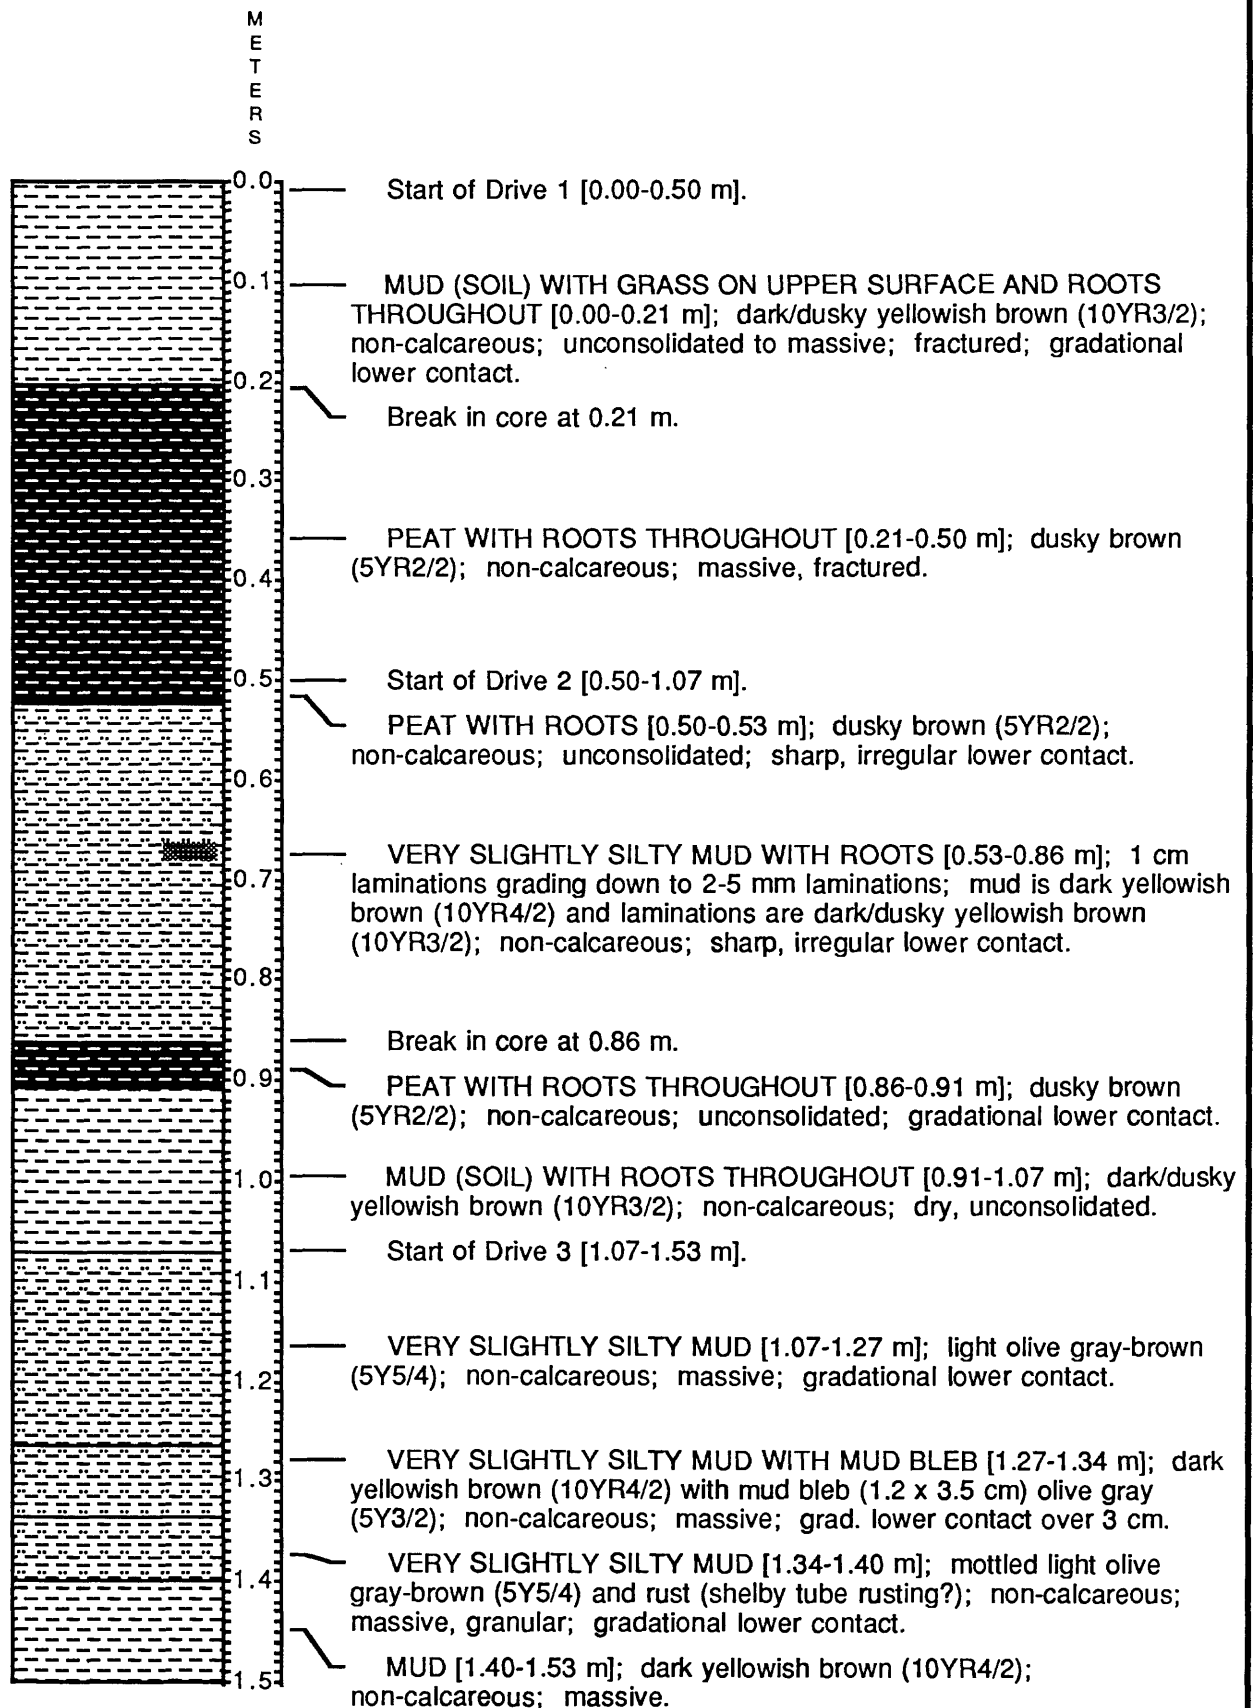 METERS
0.0
Start of Drive 1 [0.00-0.50 m].
0.1
MUD (SOIL) WITH GRASS ON UPPER SURFACE AND ROOTS
THROUGHOUT [0.00-0.21 m]; dark/dusky yellowish brown (10YR3/2);
non-calcareous; unconsolidated to massive; fractured; gradational
lower contact.
0.2
Break in core at 0.21 m.
0.3
PEAT WITH ROOTS THROUGHOUT [0.21-0.50 m]; dusky brown
(5YR2/2); non-calcareous; massive, fractured.
0.4
0.5
Start of Drive 2 [0.50-1.07 m].
PEAT WITH ROOTS [0.50-0.53 m]; dusky brown (5YR2/2);
non-calcareous; unconsolidated; sharp, irregular lower contact.
0.6
VERY SLIGHTLY SILTY MUD WITH ROOTS [0.53-0.86 m]; 1 cm
laminations grading down to 2-5 mm laminations; mud is dark yellowish
brown (10YR4/2) and laminations are dark/dusky yellowish brown
(10YR3/2); non-calcareous; sharp, irregular lower contact.
0.7
0.8
Break in core at 0.86 m.
0.9
PEAT WITH ROOTS THROUGHOUT [0.86-0.91 m]; dusky brown
(5YR2/2); non-calcareous; unconsolidated; gradational lower contact.
1.0
MUD (SOIL) WITH ROOTS THROUGHOUT [0.91-1.07 m]; dark/dusky
yellowish brown (10YR3/2); non-calcareous; dry, unconsolidated.
Start of Drive 3 [1.07-1.53 m].
1.1
VERY SLIGHTLY SILTY MUD [1.07-1.27 m]; light olive gray-brown
(5Y5/4); non-calcareous; massive; gradational lower contact.
1.2
VERY SLIGHTLY SILTY MUD WITH MUD BLEB [1.27-1.34 m]; dark
yellowish brown (10YR4/2) with mud bleb (1.2 x 3.5 cm) olive gray
(5Y3/2); non-calcareous; massive; grad. lower contact over 3 cm.
1.3
VERY SLIGHTLY SILTY MUD [1.34-1.40 m]; mottled light olive
gray-brown (5Y5/4) and rust (shelby tube rusting?); non-calcareous;
massive, granular; gradational lower contact.
1.4
MUD [1.40-1.53 m]; dark yellowish brown (10YR4/2);
non-calcareous; massive.
1.5